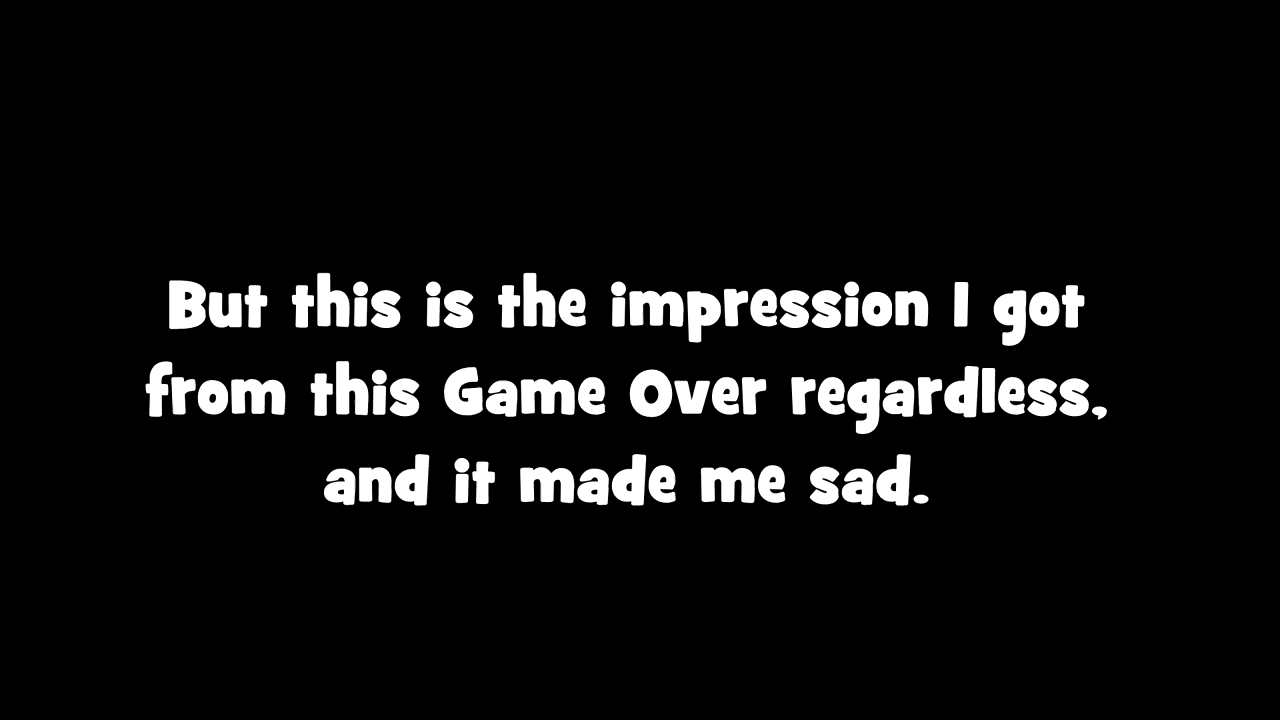 But this is the impression I got
from this Game Over regardless,
and it made me sad.